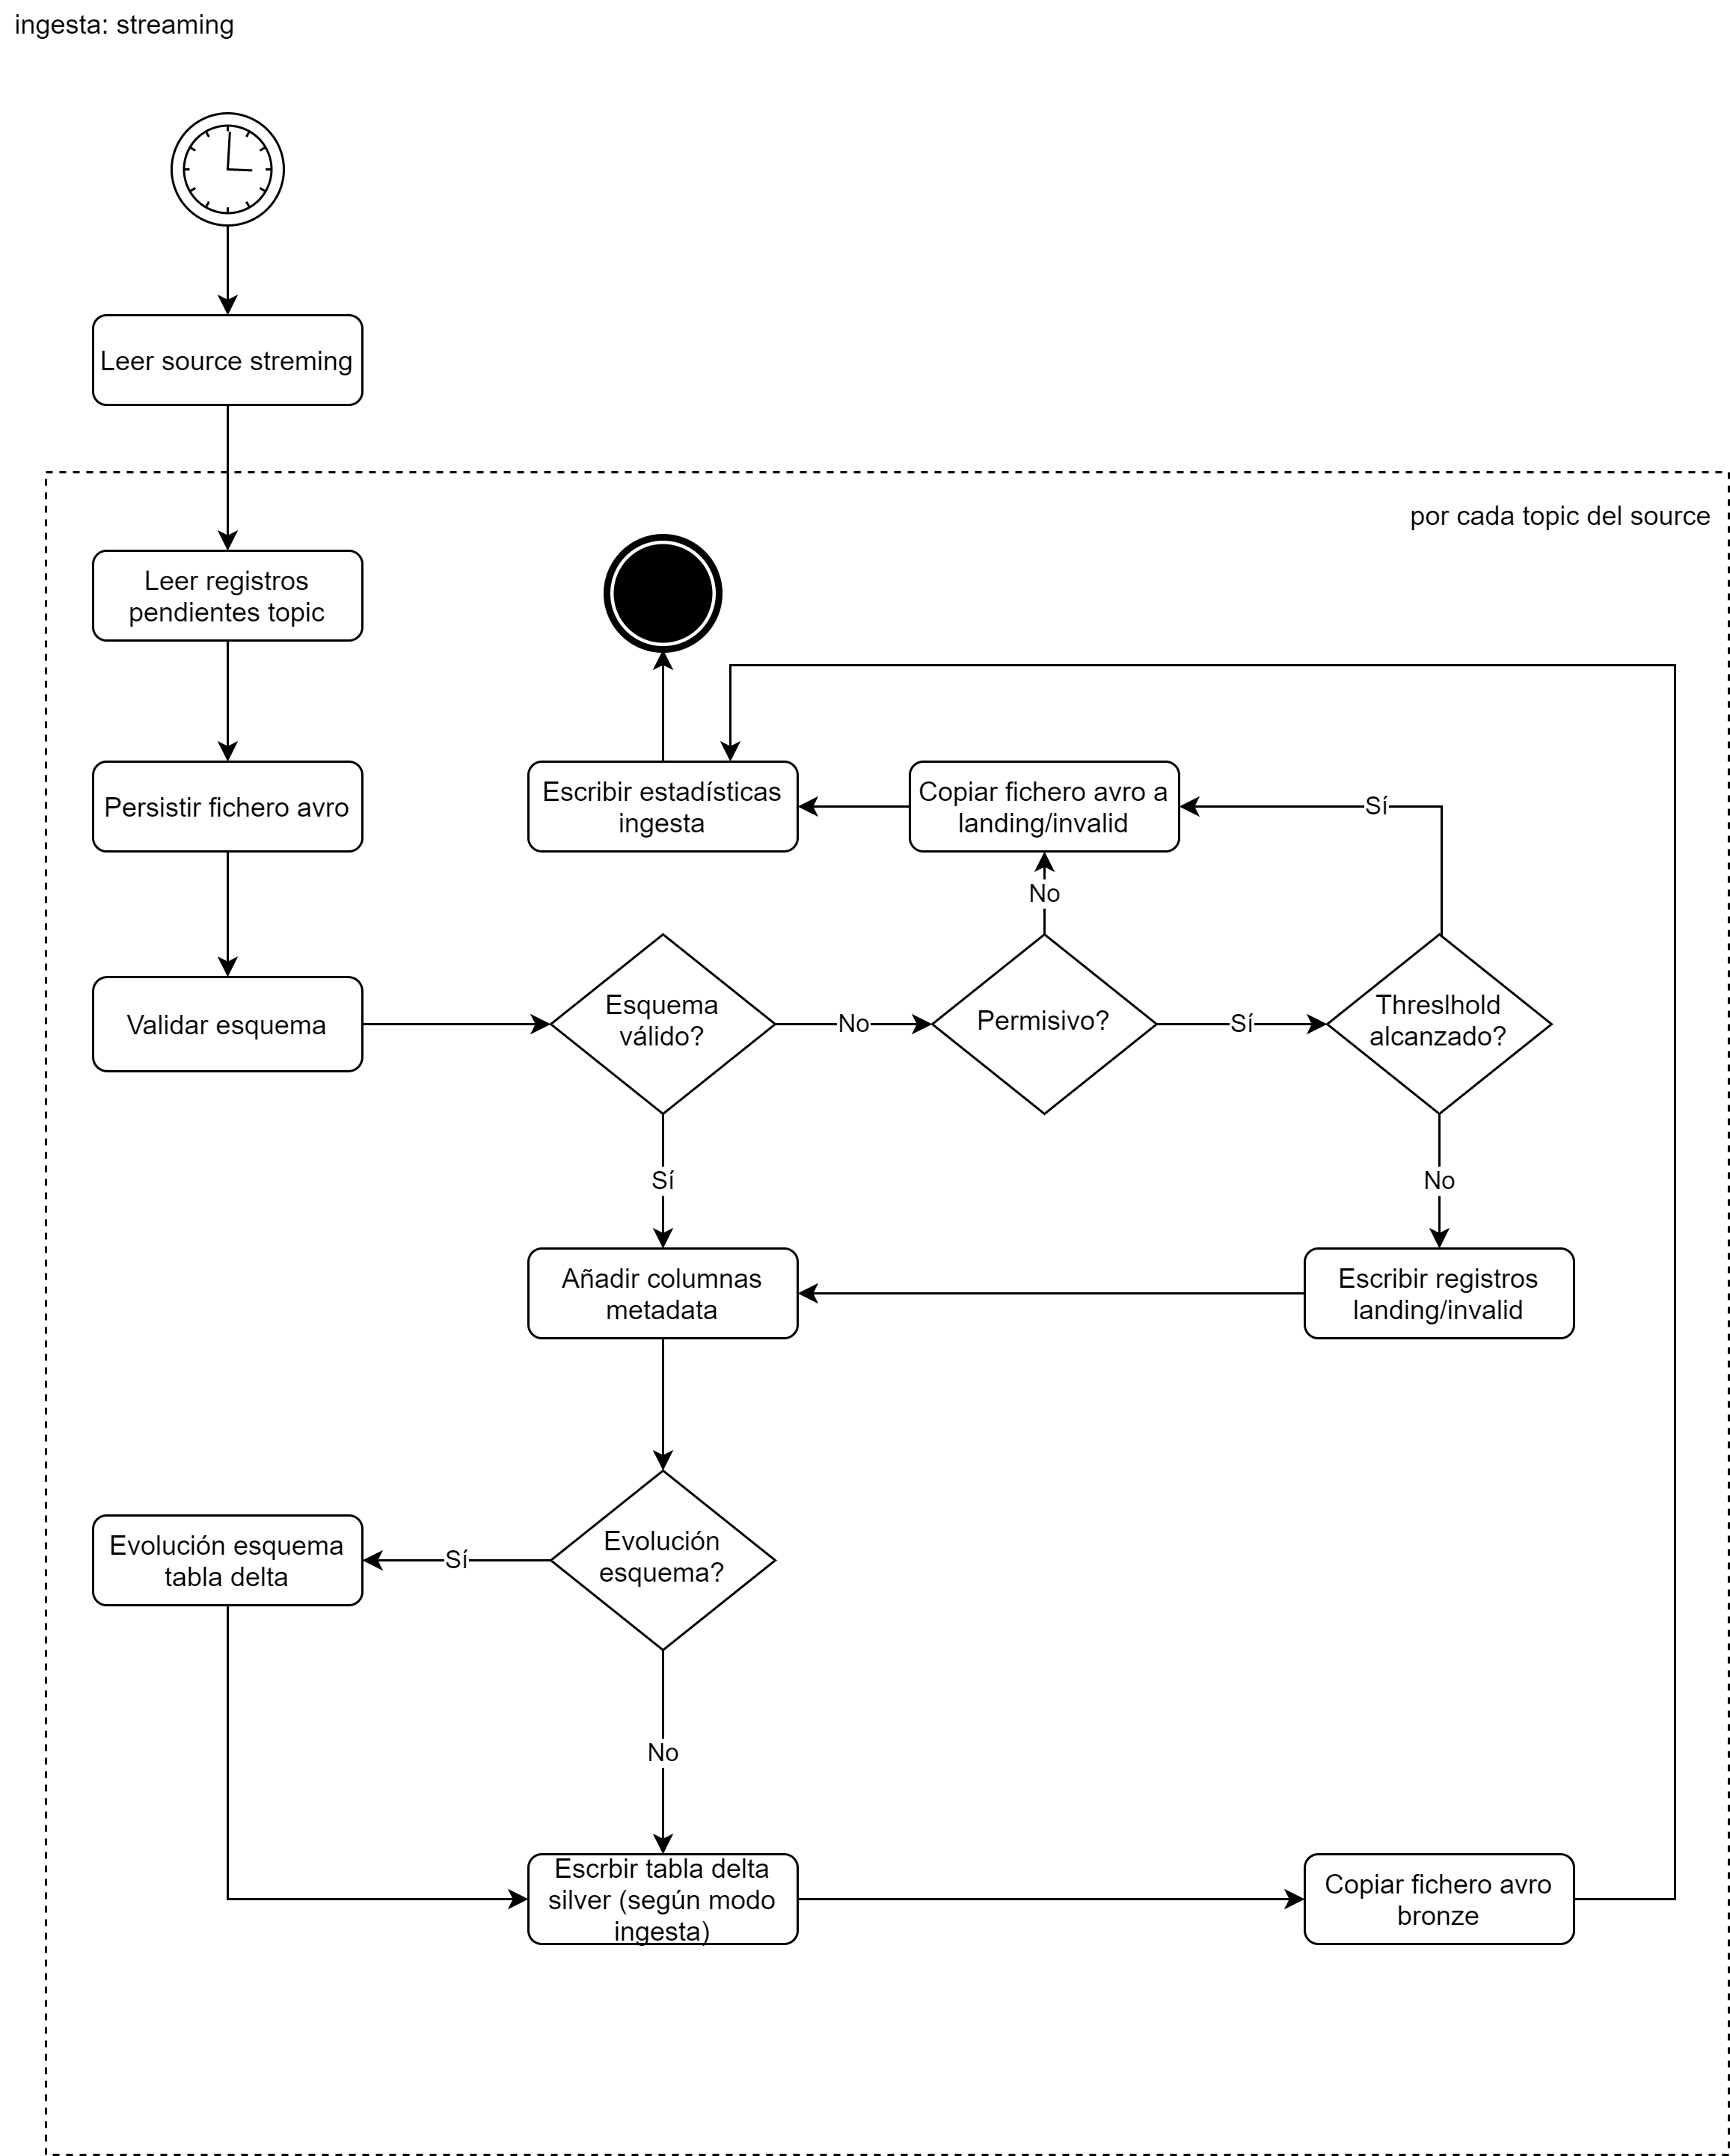 ingesta: streaming
Leer source streming
por cada topic del source
Leer registros
pendientes topic
Persistir fichero avro
Escribir estadísticas
ingesta
Copiar fichero avro a
landing/invalid
Sí
No
Validar esquema
Esquema
válido?
No
Permisivo?
Sí
Threslhold
alcanzado?
Sí
No
Añadir columnas
metadata
Escribir registros
landing/invalid
Evolución esquema
tabla delta
Sí
Evolución
esquema?
No
Escrbir tabla delta
silver (según modo
ingesta)
Copiar fichero avro
bronze